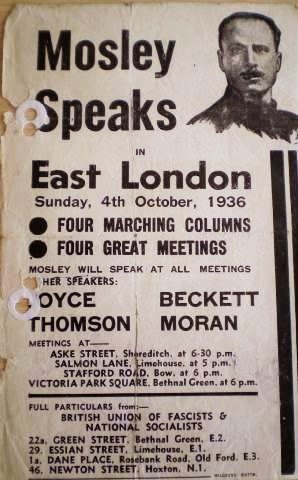 Mosley
Speaks
IN
East London
Sunday, 4th October, 1936
● FOUR MARCHING COLUMNS
● FOUR GREAT MEETINGS
MOSLEY WILL SPEAK AT ALL MEETINGS
HER SPEAKERS:
OYCE BECKETT
THOMSON MORAN
MEETINGS AT——
ASKE STREET, Shoreditch, at 6-30 p.m.
SALMON LANE, Limehouse, at 5 p.m.
STAFFORD ROAD, Bow, at 6 p.m.
VICTORIA PARK SQUARE, Bethnal Green, at 6 p.m.
FULL PARTICULARS from:—
BRITISH UNION OF FASCISTS &
NATIONAL SOCIALISTS
22a. GREEN STREET, Bethnal Green, E.2.
29. ESSIAN STREET, Limehouse, E.1.
1a. DANE PLACE, Rosebank Road, Old Ford, E.3.
46. NEWTON STREET, Hoxton, N.1.